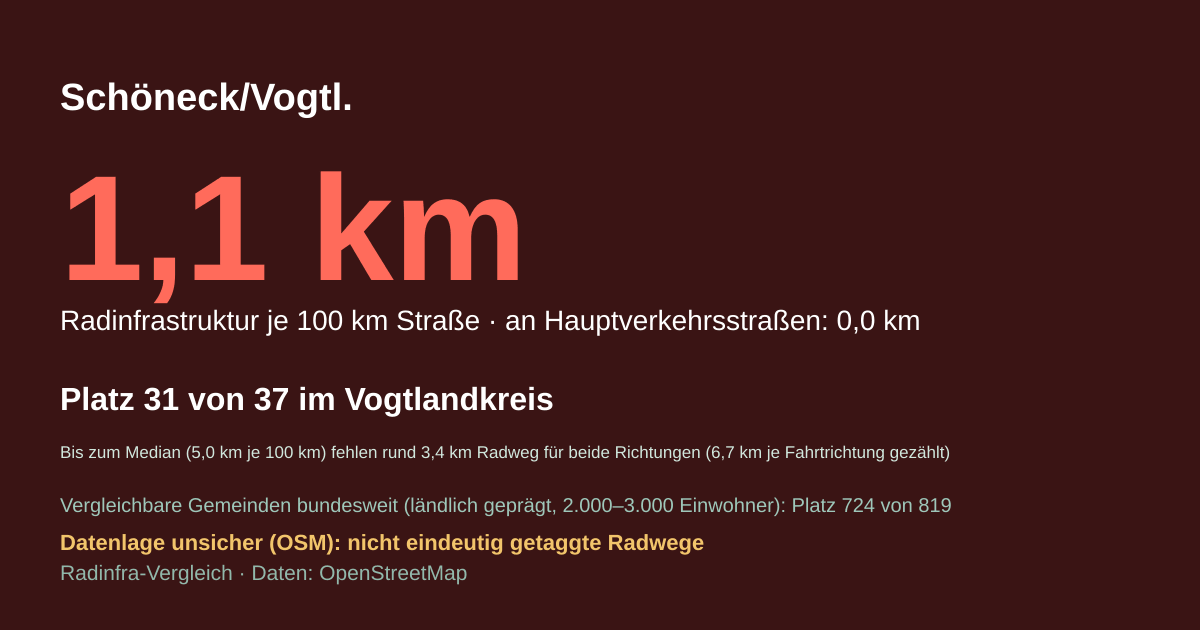 Schöneck/Vogtl.
1,1 km
Radinfrastruktur je 100 km Straße · an Hauptverkehrsstraßen: 0,0 km
Platz 31 von 37 im Vogtlandkreis
Bis zum Median (5,0 km je 100 km) fehlen rund 3,4 km Radweg für beide Richtungen (6,7 km je Fahrtrichtung gezählt)
Vergleichbare Gemeinden bundesweit (ländlich geprägt, 2.000–3.000 Einwohner): Platz 724 von 819
Datenlage unsicher (OSM): nicht eindeutig getaggte Radwege
Radinfra-Vergleich · Daten: OpenStreetMap